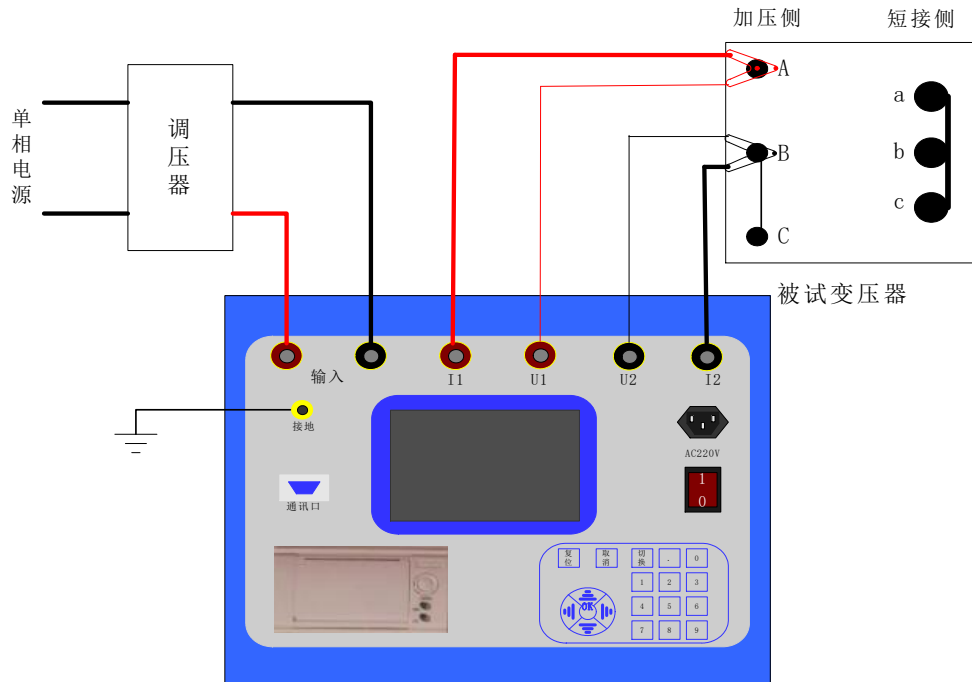 加压侧
短接侧
单相电源
调压器
A
B
C
a
b
c
被试变压器
输入
I1
U1
U2
I2
接地
AC220V
通讯口
1
0
复位
取消
切换
.
0
1
2
3
OK
4
5
6
7
8
9